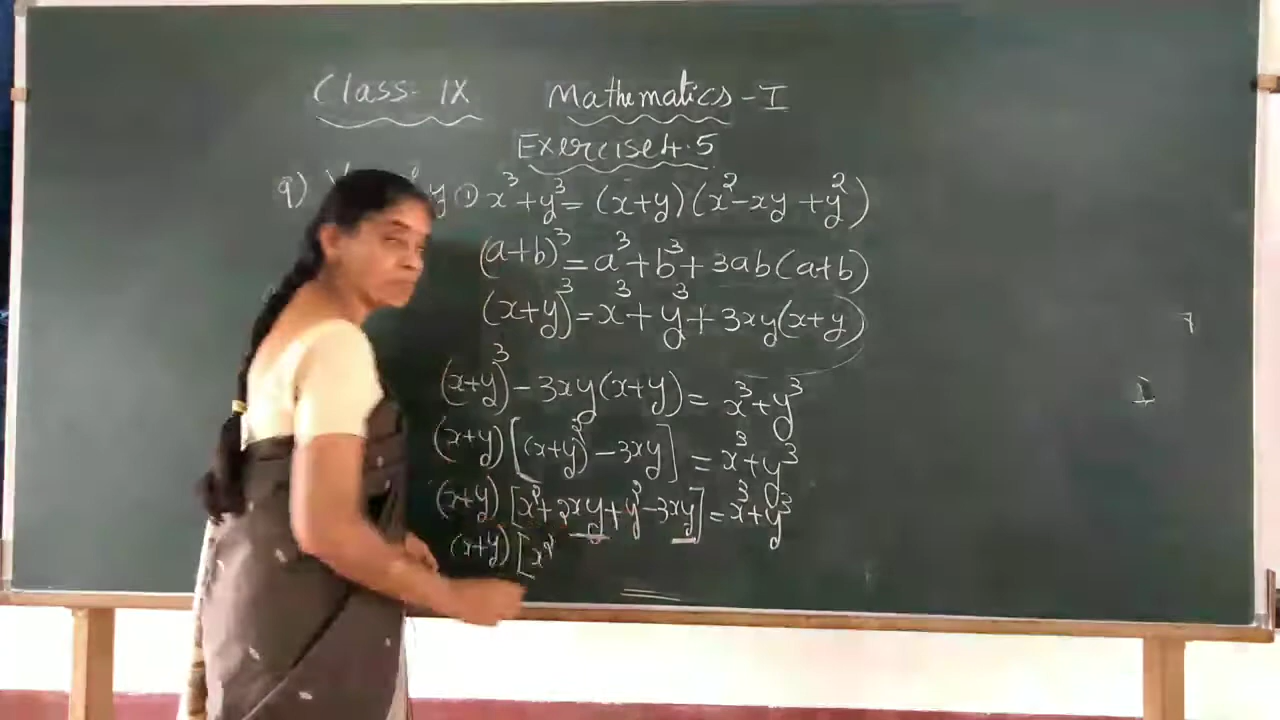 Class IX Mathematics - I
Exercise 4.5
9) V y ① x³ + y³ = (x+y)(x² - xy + y²)
(a+b)³ = a³ + b³ + 3ab(a+b)
(x+y)³ = x³ + y³ + 3xy(x+y)
(x+y)³ - 3xy(x+y) = x³ + y³
(x+y)[(x+y)² - 3xy] = x³ + y³
(x+y)[x² + 2xy + y² - 3xy] = x³ + y³
(x+y)[x²